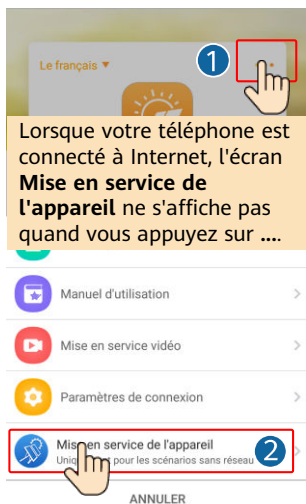 Le français ▼
1
Lorsque votre téléphone est
connecté à Internet, l'écran
Mise en service de
l'appareil ne s'affiche pas
quand vous appuyez sur ....
Manuel d'utilisation
Mise en service vidéo
Paramètres de connexion
Mise en service de l'appareil
2
pour les scénarios sans réseau
ANNULER